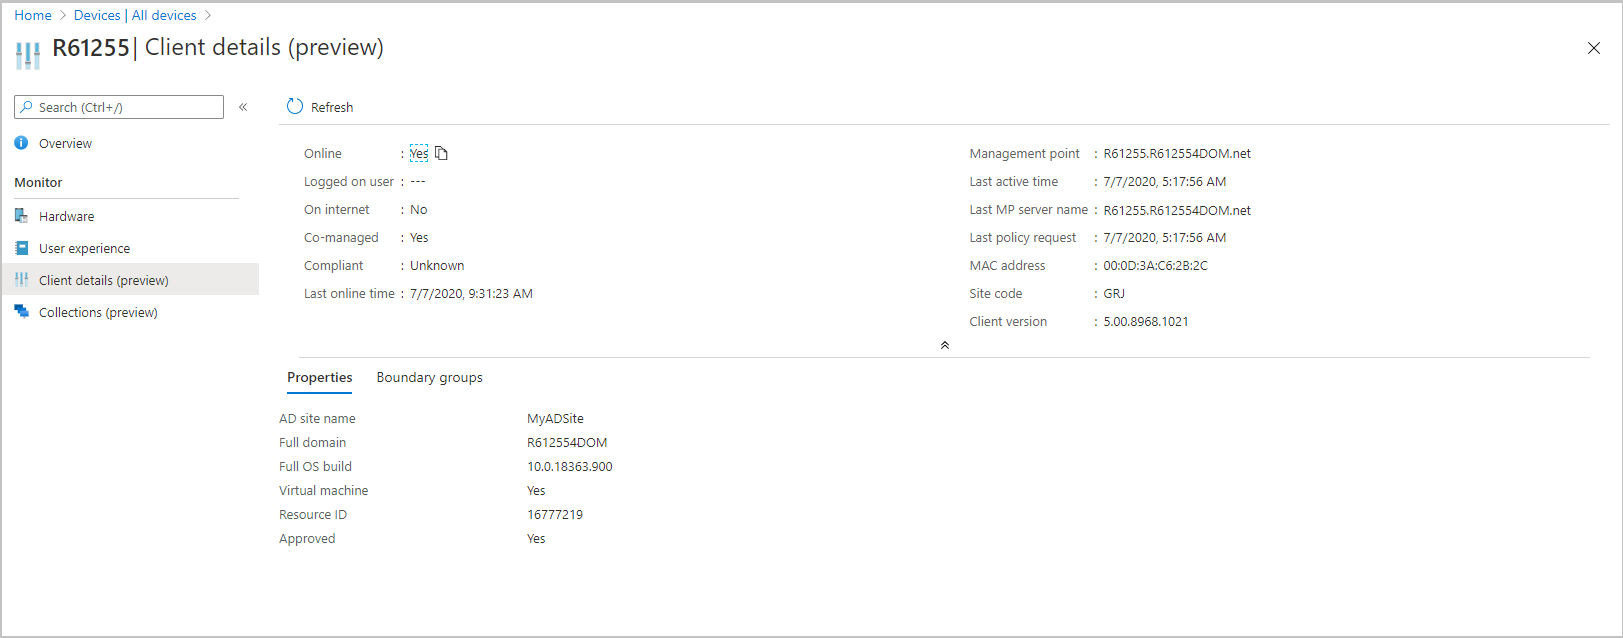 Home > Devices | All devices >
R61255| Client details (preview)
Search (Ctrl+/)
«
Refresh
Overview
Monitor
Hardware
User experience
Client details (preview)
Collections (preview)
Online : Yes
Logged on user : ---
On internet : No
Co-managed : Yes
Compliant : Unknown
Last online time : 7/7/2020, 9:31:23 AM
Management point : R61255.R612554DOM.net
Last active time : 7/7/2020, 5:17:56 AM
Last MP server name : R61255.R612554DOM.net
Last policy request : 7/7/2020, 5:17:56 AM
MAC address : 00:0D:3A:C6:2B:2C
Site code : GRJ
Client version : 5.00.8968.1021
Properties Boundary groups
AD site name MyADSite
Full domain R612554DOM
Full OS build 10.0.18363.900
Virtual machine Yes
Resource ID 16777219
Approved Yes